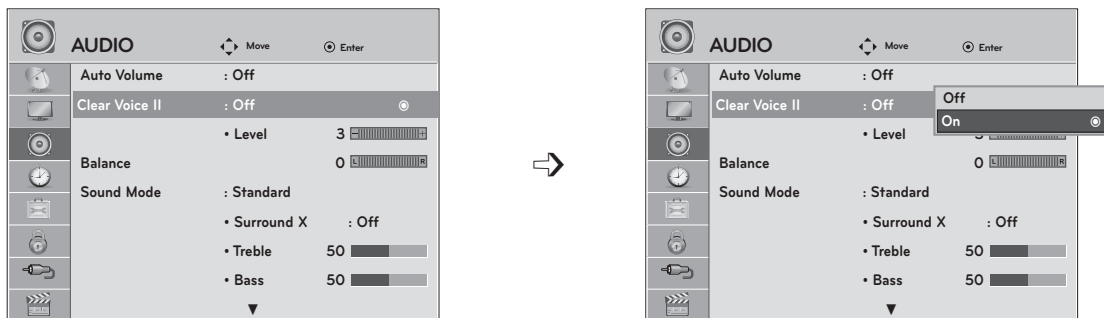 AUDIO Move Enter
Auto Volume : Off
Clear Voice II : Off
• Level 3 - +
Balance 0 L R
Sound Mode : Standard
• Surround X : Off
• Treble 50
• Bass 50
▼
AUDIO Move Enter
Auto Volume : Off
Clear Voice II : Off
Off
On
• Level 3
Balance 0 L R
Sound Mode : Standard
• Surround X : Off
• Treble 50
• Bass 50
▼